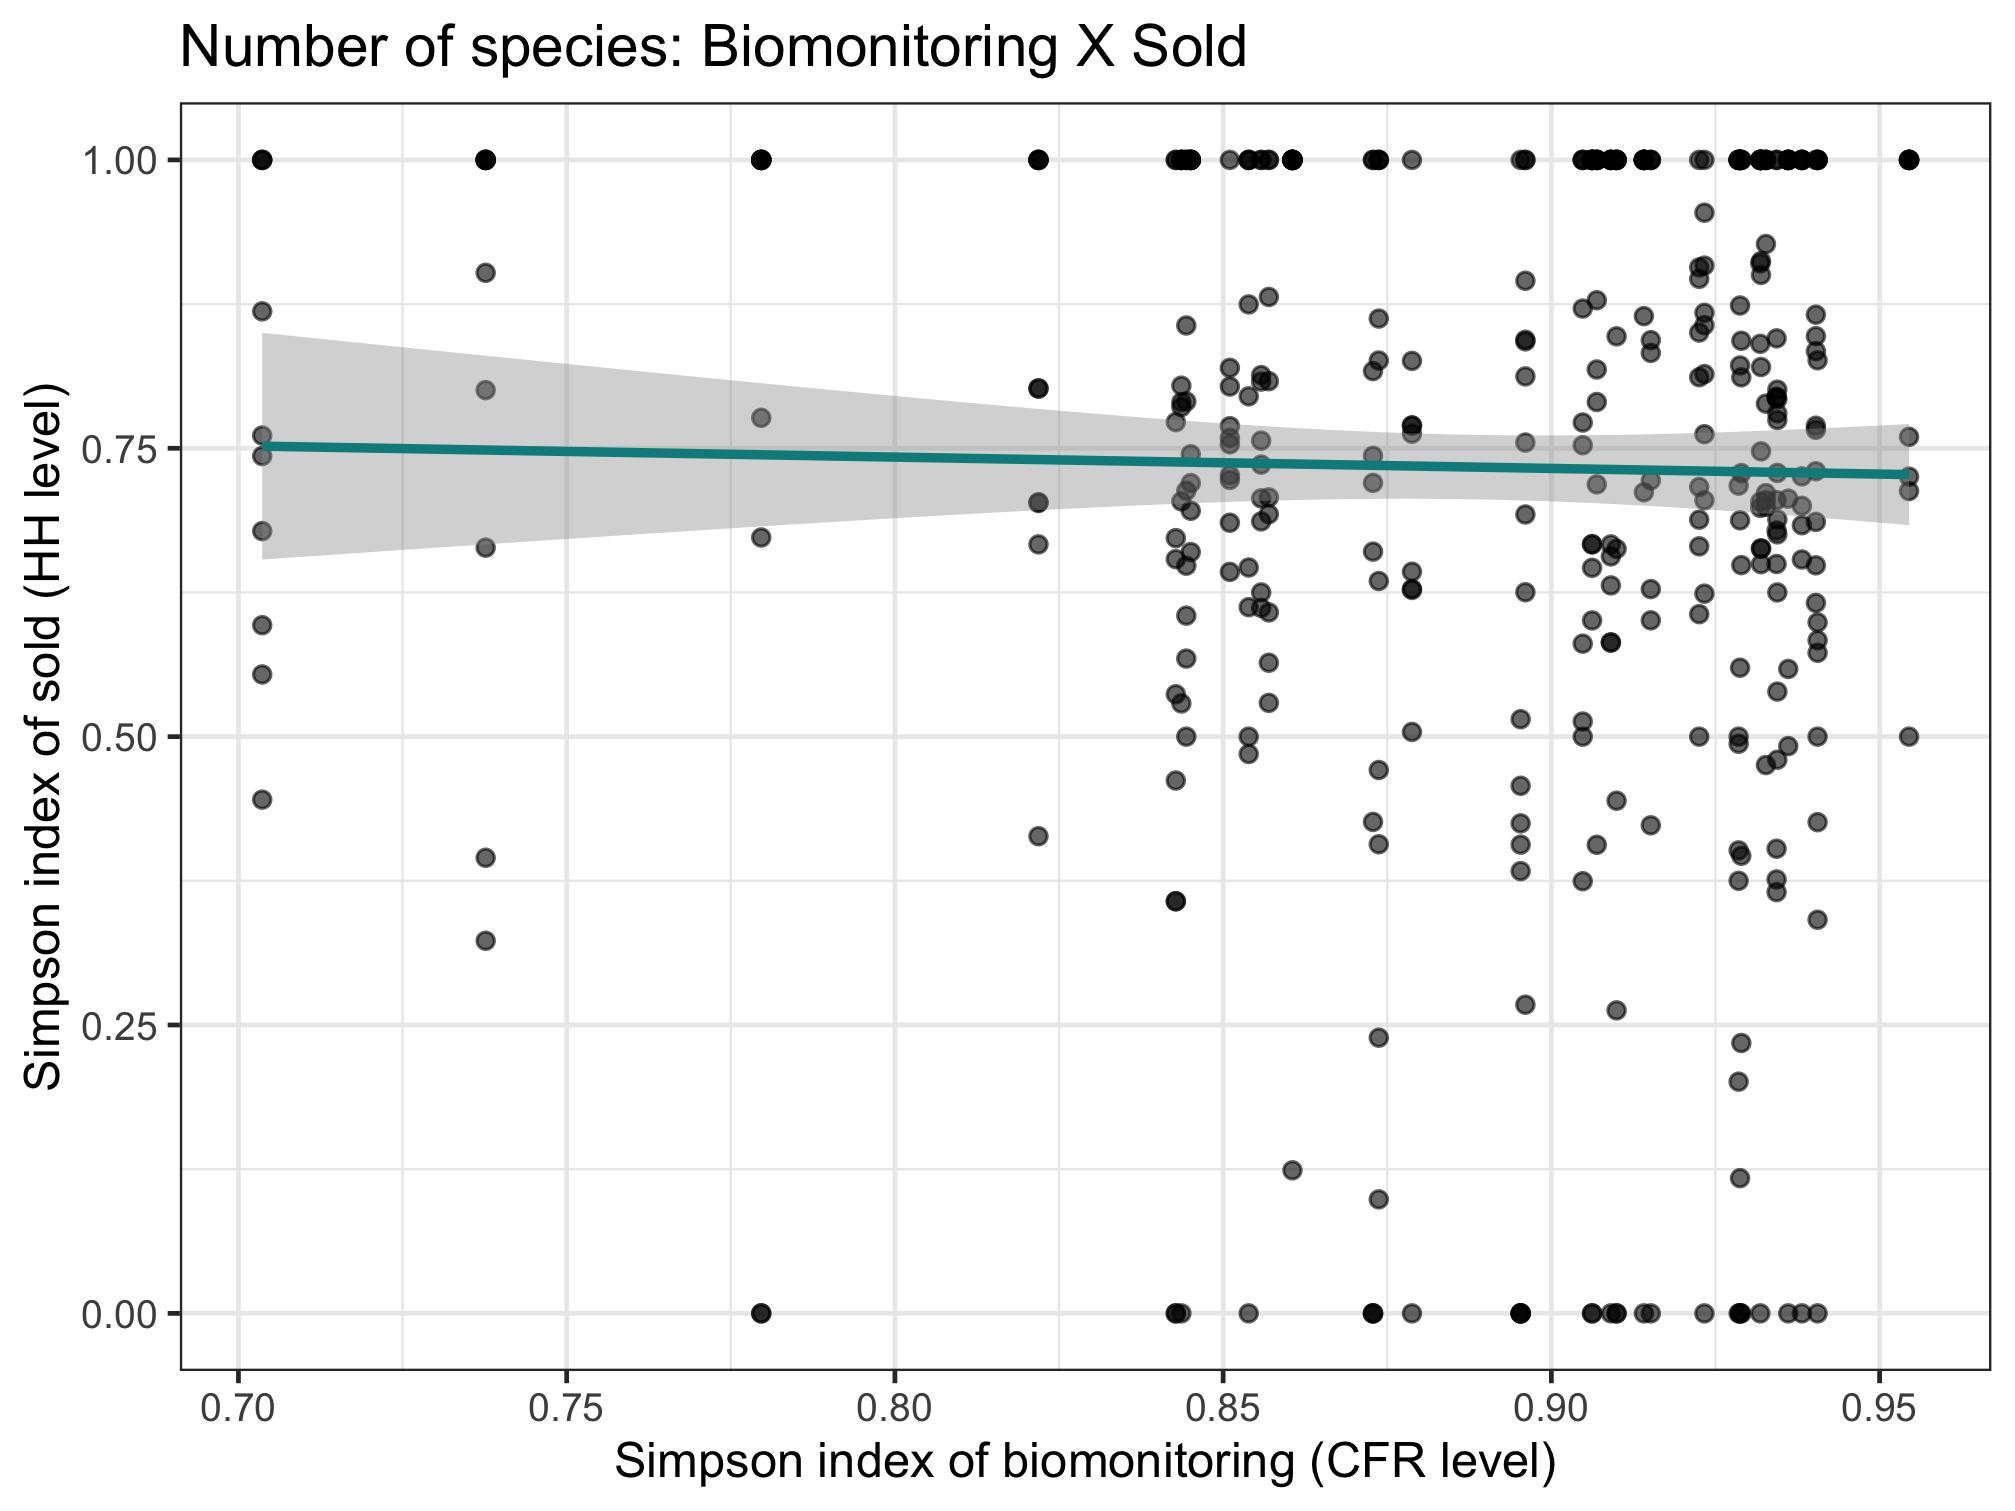 Number of species: Biomonitoring X Sold
Simpson index of sold (HH level)
1.00
0.75
0.50
0.25
0.00
0.70 0.75 0.80 0.85 0.90 0.95
Simpson index of biomonitoring (CFR level)